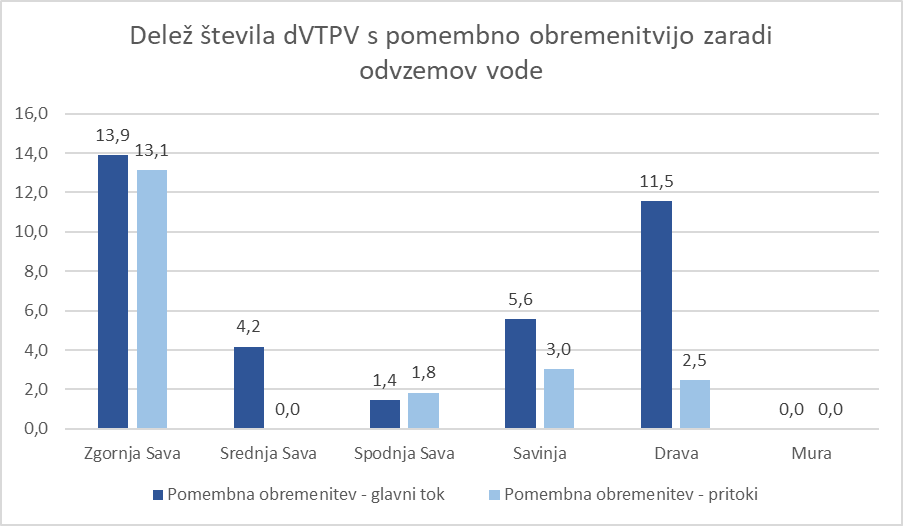 Delež števila dVTPV s pomembno obremenitvijo zaradi
odvzemov vode
16,0
14,0
12,0
10,0
8,0
6,0
4,0
2,0
0,0
13,9
13,1
4,2
0,0
1,4
1,8
5,6
3,0
11,5
2,5
0,0
0,0
Zgornja Sava
Srednja Sava
Spodnja Sava
Savinja
Drava
Mura
Pomembna obremenitev - glavni tok
Pomembna obremenitev - pritoki